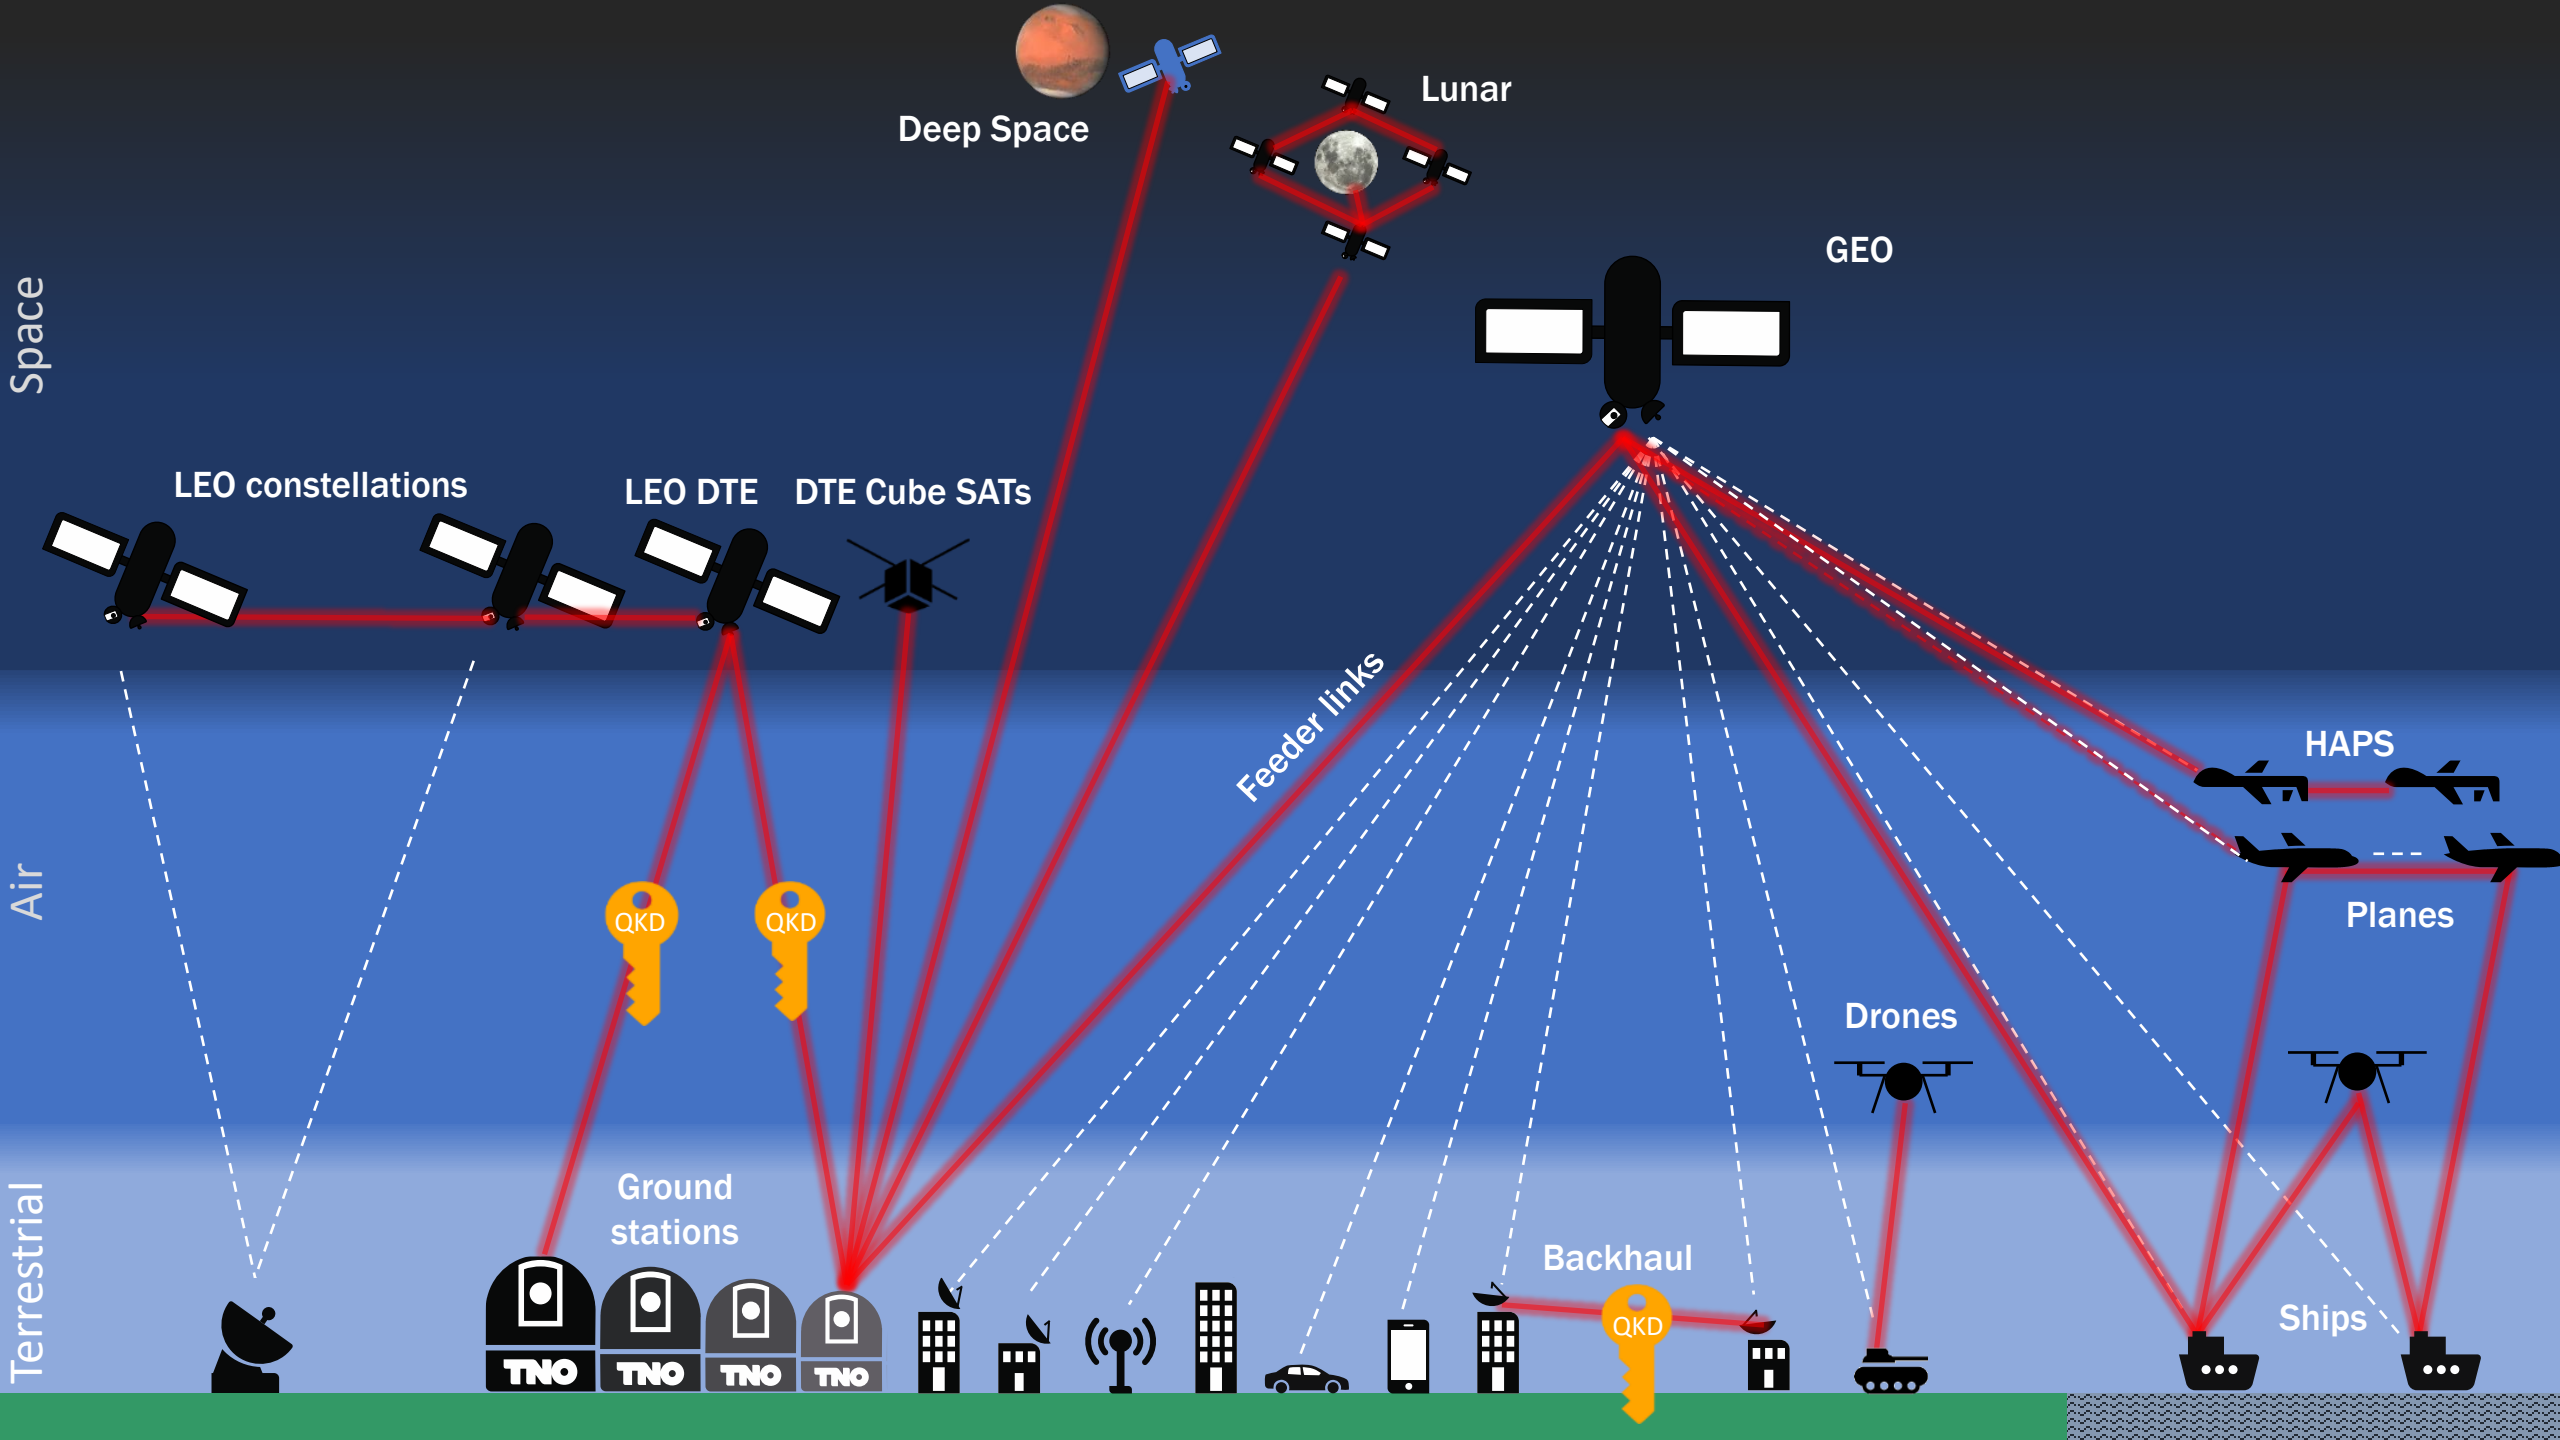 Deep Space
Lunar
GEO
Space
LEO constellations
LEO DTE
DTE Cube SATs
Feeder links
HAPS
Planes
Air
QKD
QKD
Drones
Ground
stations
Backhaul
Ships
Terrestrial
QKD
TNO
TNO
TNO
TNO